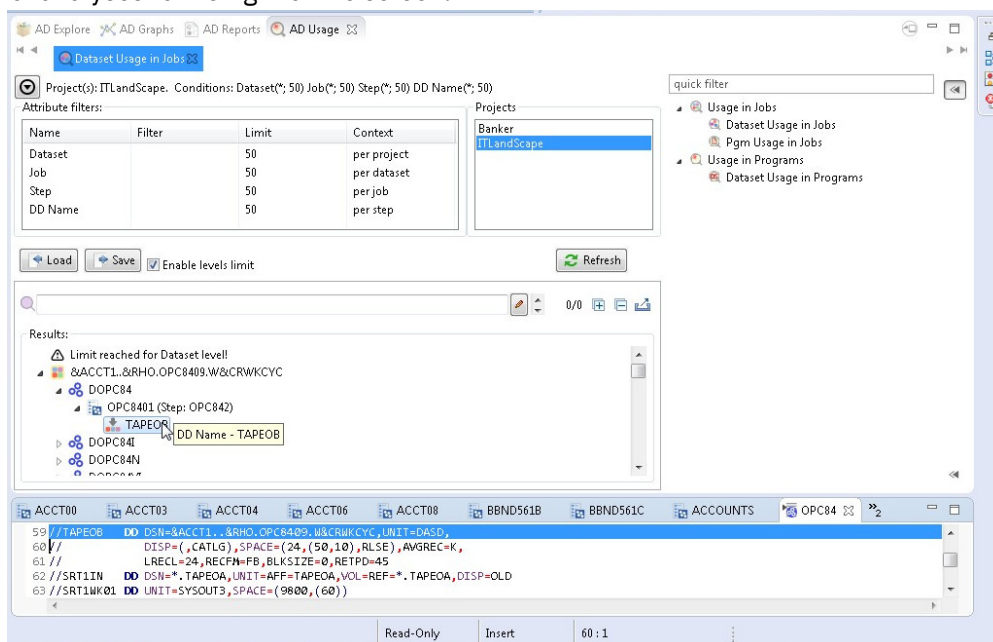 AD Explore AD Graphs AD Reports AD Usage
Dataset Usage in Jobs
Project(s): ITLandScape. Conditions: Dataset(*; 50) Job(*; 50) Step(*; 50) DD Name(*; 50)
quick filter
Attribute filters:
Projects
Name Filter Limit Context
Dataset 50 per project
Job 50 per dataset
Step 50 per job
DD Name 50 per step
Banker
ITLandScape
Usage in Jobs
Dataset Usage in Jobs
Pgm Usage in Jobs
Usage in Programs
Dataset Usage in Programs
Load Save Enable levels limit Refresh
0/0
Results:
Limit reached for Dataset level!
&ACCT1..&RHO.OPC8409.W&CRWKCYC
DOPC84
OPC8401 (Step: OPC842)
TAPEOB
DD Name - TAPEOB
DOPC84I
DOPC84N
ACCT00 ACCT03 ACCT04 ACCT06 ACCT08 BBND561B BBND561C ACCOUNTS OPC84 »2
59 //TAPEOB DD DSN=&ACCT1..&RHO.OPC8409.W&CRWKCYC,UNIT=DASD,
60 // DISP=(,CATLG),SPACE=(24,(50,10),RLSE),AVGREC=K,
61 // LRECL=24,RECFM=FB,BLKSIZE=0,RETPD=45
62 //SRT1IN DD DSN=*.TAPEOA,UNIT=AFF=TAPEOA,VOL=REF=*.TAPEOA,DISP=OLD
63 //SRT1WK01 DD UNIT=SYSOUT3,SPACE=(9800,(60))
Read-Only Insert 60 : 1